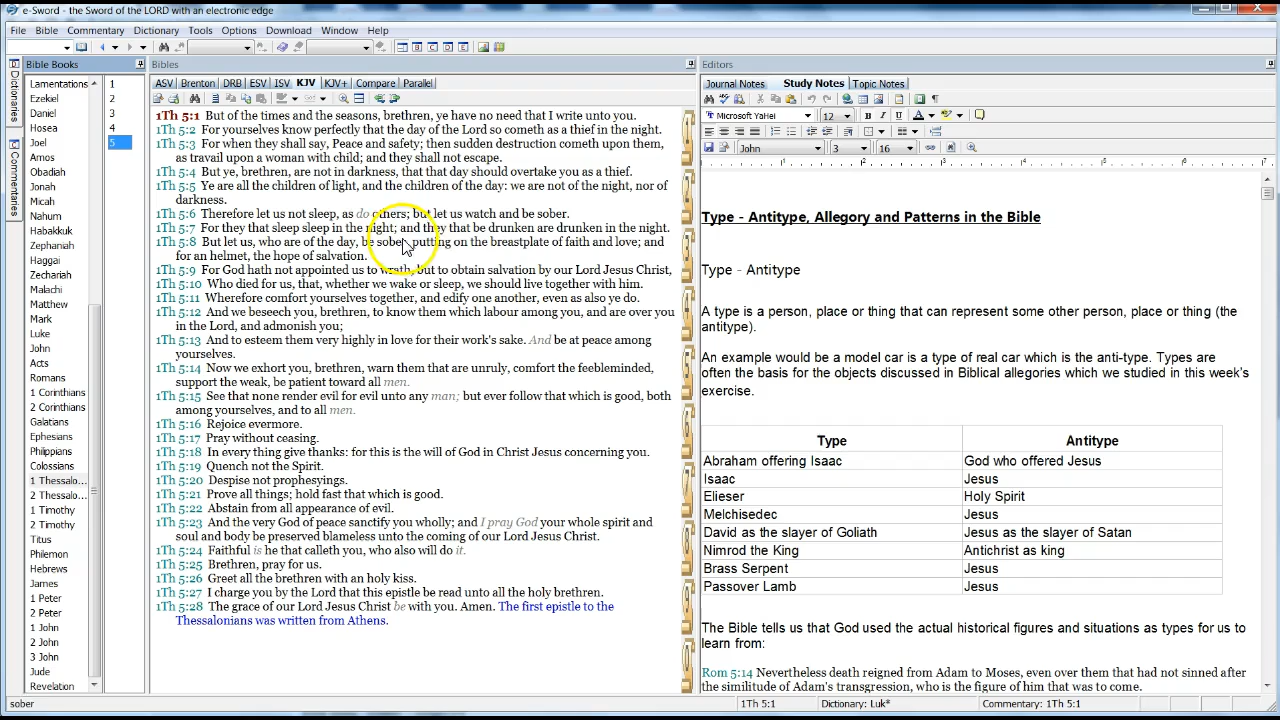 e-Sword - the Sword of the LORD with an electronic edge
File Bible Commentary Dictionary Tools Options Download Window Help
Bible Books
Bibles
Editors
Dictionaries
Commentaries
Lamentations
Ezekiel
Daniel
Hosea
Joel
Amos
Obadiah
Jonah
Micah
Nahum
Habakkuk
Zephaniah
Haggai
Zechariah
Malachi
Matthew
Mark
Luke
John
Acts
Romans
1 Corinthians
2 Corinthians
Galatians
Ephesians
Philippians
Colossians
1 Thessalo...
2 Thessalo...
1 Timothy
2 Timothy
Titus
Philemon
Hebrews
James
1 Peter
2 Peter
1 John
2 John
3 John
Jude
Revelation
1
2
3
4
5
ASV Brenton DRB ESV ISV KJV KJV+ Compare Parallel
1Th 5:1 But of the times and the seasons, brethren, ye have no need that I write unto you.
1Th 5:2 For yourselves know perfectly that the day of the Lord so cometh as a thief in the night.
1Th 5:3 For when they shall say, Peace and safety; then sudden destruction cometh upon them,
as travail upon a woman with child; and they shall not escape.
1Th 5:4 But ye, brethren, are not in darkness, that that day should overtake you as a thief.
1Th 5:5 Ye are all the children of light, and the children of the day: we are not of the night, nor of
darkness.
1Th 5:6 Therefore let us not sleep, as do others; but let us watch and be sober.
1Th 5:7 For they that sleep sleep in the night; and they that be drunken are drunken in the night.
1Th 5:8 But let us, who are of the day, be sober, putting on the breastplate of faith and love; and
for an helmet, the hope of salvation.
1Th 5:9 For God hath not appointed us to wrath, but to obtain salvation by our Lord Jesus Christ,
1Th 5:10 Who died for us, that, whether we wake or sleep, we should live together with him.
1Th 5:11 Wherefore comfort yourselves together, and edify one another, even as also ye do.
1Th 5:12 And we beseech you, brethren, to know them which labour among you, and are over you
in the Lord, and admonish you;
1Th 5:13 And to esteem them very highly in love for their work's sake. And be at peace among
yourselves.
1Th 5:14 Now we exhort you, brethren, warn them that are unruly, comfort the feebleminded,
support the weak, be patient toward all men.
1Th 5:15 See that none render evil for evil unto any man; but ever follow that which is good, both
among yourselves, and to all men.
1Th 5:16 Rejoice evermore.
1Th 5:17 Pray without ceasing.
1Th 5:18 In every thing give thanks: for this is the will of God in Christ Jesus concerning you.
1Th 5:19 Quench not the Spirit.
1Th 5:20 Despise not prophesyings.
1Th 5:21 Prove all things; hold fast that which is good.
1Th 5:22 Abstain from all appearance of evil.
1Th 5:23 And the very God of peace sanctify you wholly; and I pray God your whole spirit and
soul and body be preserved blameless unto the coming of our Lord Jesus Christ.
1Th 5:24 Faithful is he that calleth you, who also will do it.
1Th 5:25 Brethren, pray for us.
1Th 5:26 Greet all the brethren with an holy kiss.
1Th 5:27 I charge you by the Lord that this epistle be read unto all the holy brethren.
1Th 5:28 The grace of our Lord Jesus Christ be with you. Amen. The first epistle to the
Thessalonians was written from Athens.
Journal Notes Study Notes Topic Notes
Microsoft YaHei 12 B I U A
John 3 16
1 2 3 4 5 6 7
Type - Antitype, Allegory and Patterns in the Bible
Type - Antitype
A type is a person, place or thing that can represent some other person, place or thing (the
antitype).
An example would be a model car is a type of real car which is the anti-type. Types are
often the basis for the objects discussed in Biblical allegories which we studied in this week's
exercise.
Type Antitype
Abraham offering Isaac God who offered Jesus
Isaac Jesus
Elieser Holy Spirit
Melchisedec Jesus
David as the slayer of Goliath Jesus as the slayer of Satan
Nimrod the King Antichrist as king
Brass Serpent Jesus
Passover Lamb Jesus
The Bible tells us that God used the actual historical figures and situations as types for us to
learn from:
Rom 5:14 Nevertheless death reigned from Adam to Moses, even over them that had not sinned after
the similitude of Adam's transgression, who is the figure of him that was to come.
sober
1Th 5:1 Dictionary: Luk* Commentary: 1Th 5:1